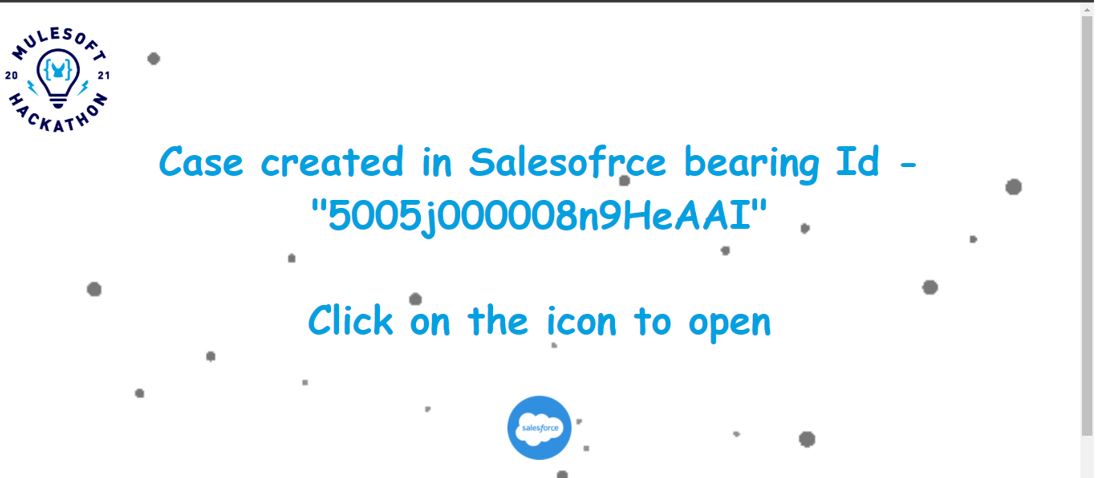 MULESOFT
20 21
HACKATHON
Case created in Salesofrce bearing Id -
"5005j000008n9HeAAI"
Click on the icon to open
salesforce